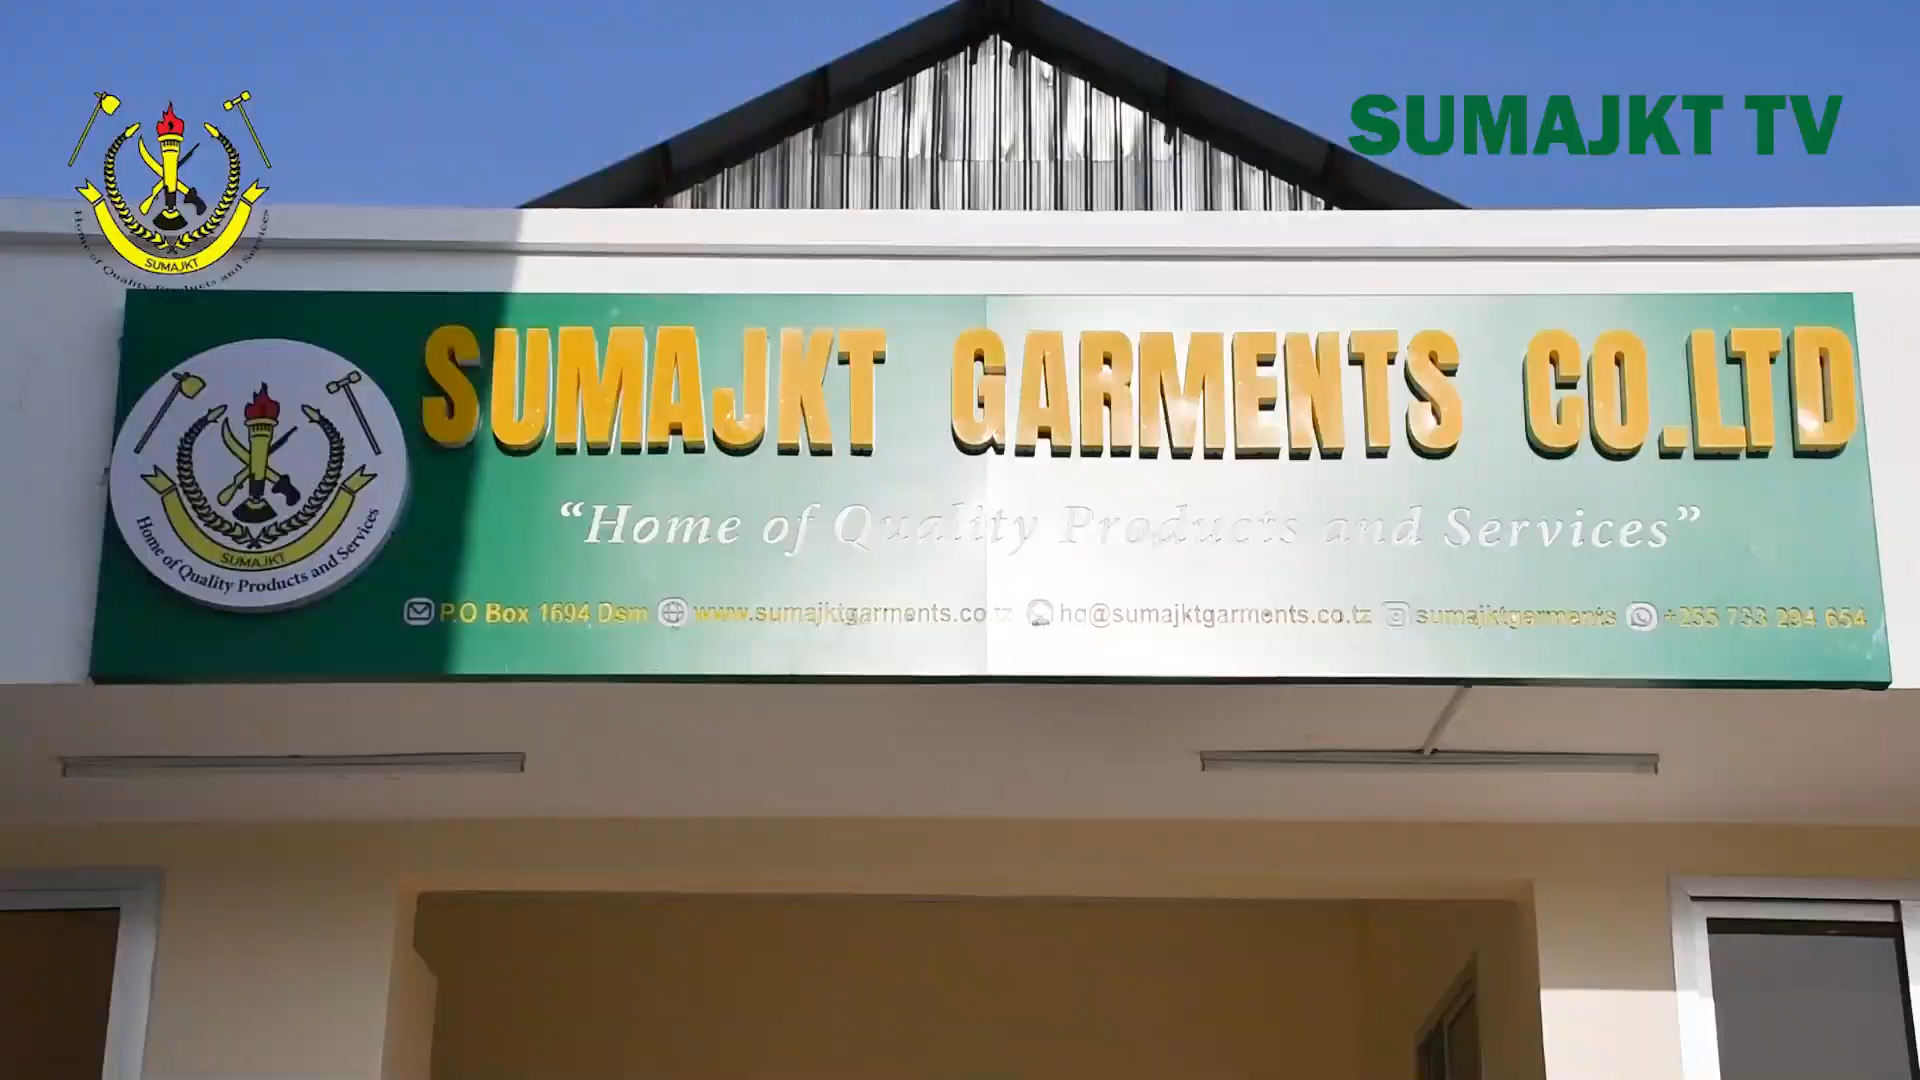 SUMAJKT TV
SUMAJKT
Home of Quality Products and Services
SUMAJKT GARMENTS CO.LTD
“Home of Quality Products and Services”
SUMAJKT
Home of Quality Products and Services
P.O Box 1694 Dsm www.sumajktgarments.co.tz hq@sumajktgarments.co.tz sumajktgarments +255 733 294 654